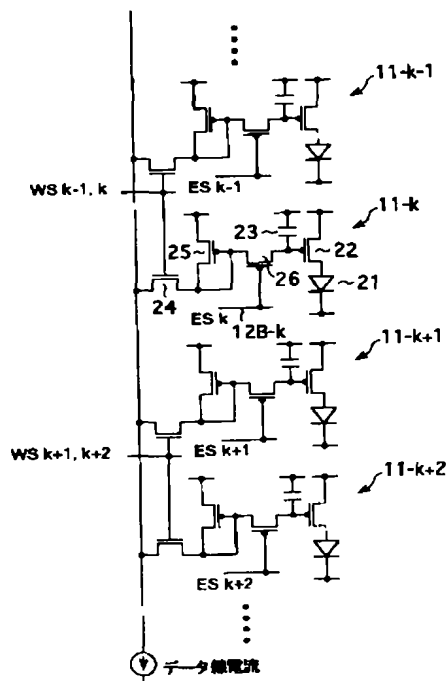 11-k-1
WS k-1, k
ES k-1
11-k
23
25
22
26
21
24
ES k
12B-k
11-k+1
WS k+1, k+2
ES k+1
11-k+2
ES k+2
データ線電流